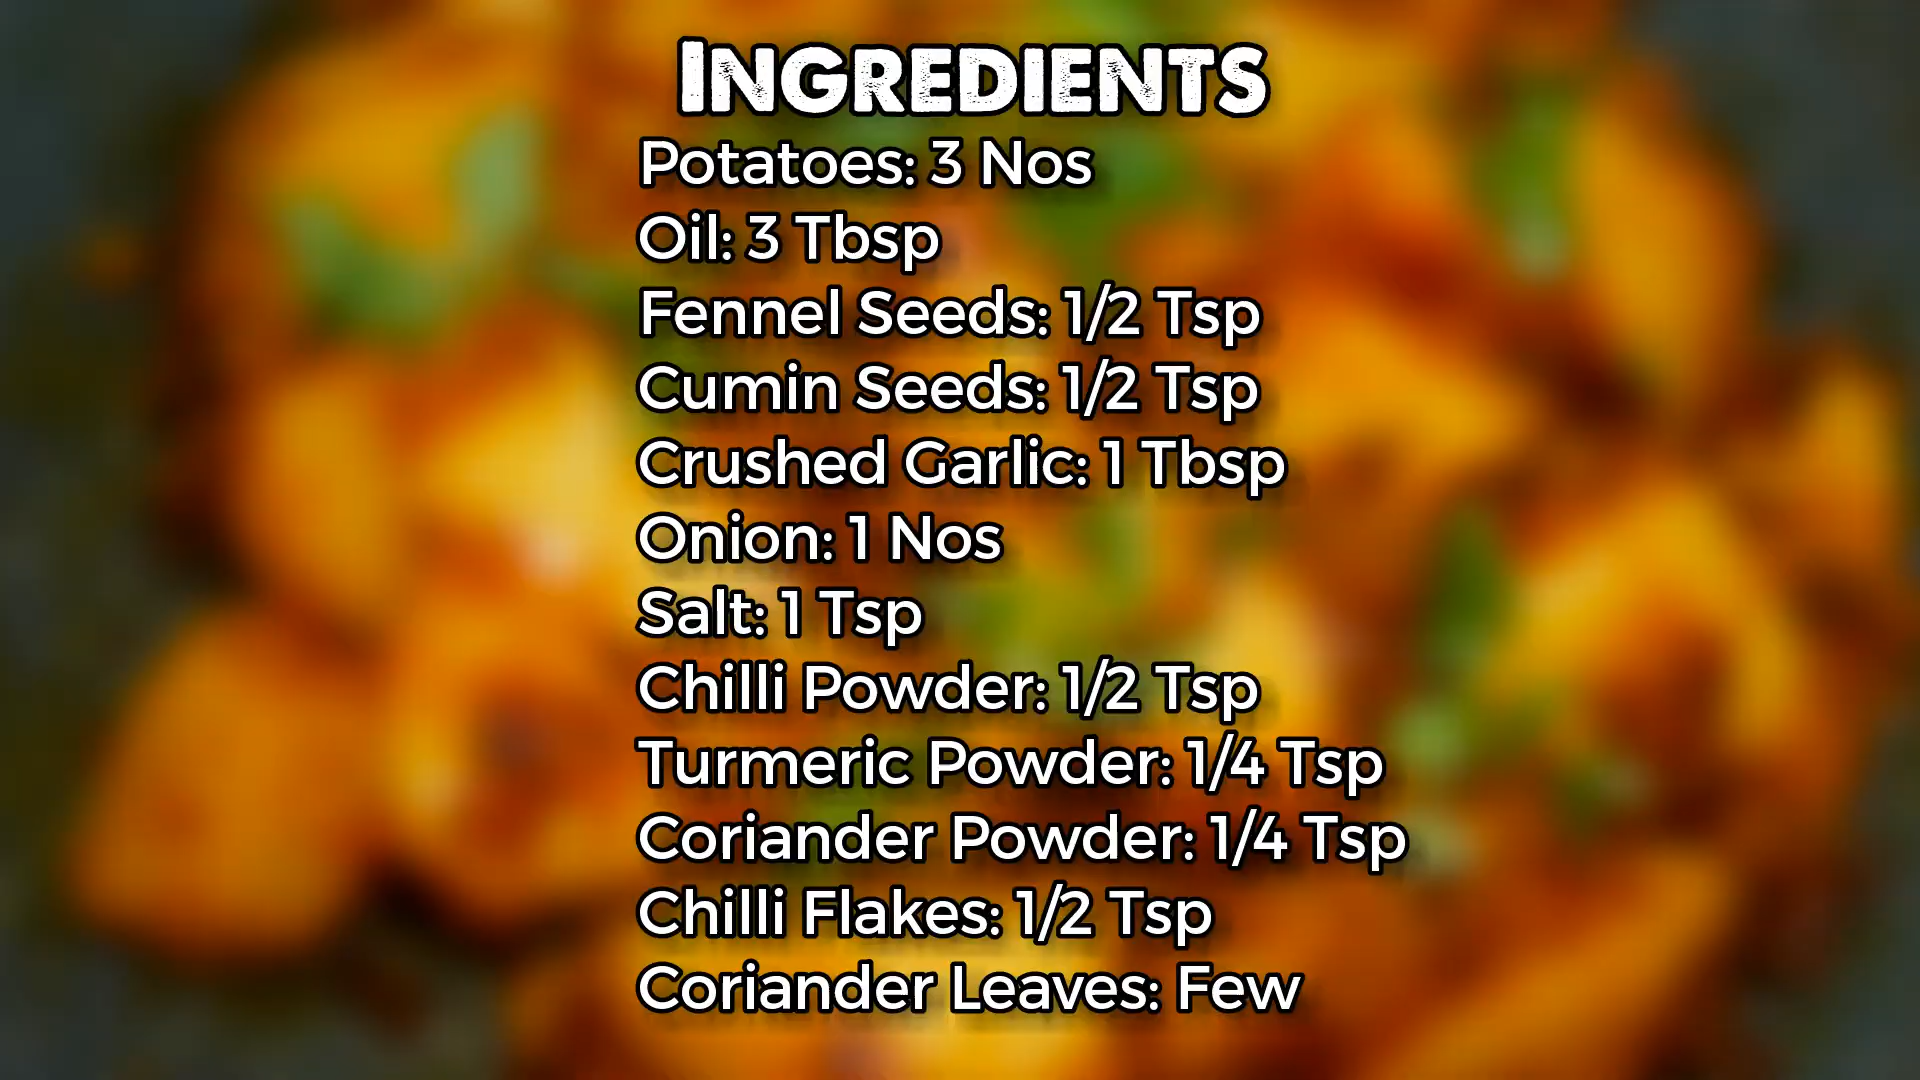 INGREDIENTS
Potatoes: 3 Nos
Oil: 3 Tbsp
Fennel Seeds: 1/2 Tsp
Cumin Seeds: 1/2 Tsp
Crushed Garlic: 1 Tbsp
Onion: 1 Nos
Salt: 1 Tsp
Chilli Powder: 1/2 Tsp
Turmeric Powder: 1/4 Tsp
Coriander Powder: 1/4 Tsp
Chilli Flakes: 1/2 Tsp
Coriander Leaves: Few